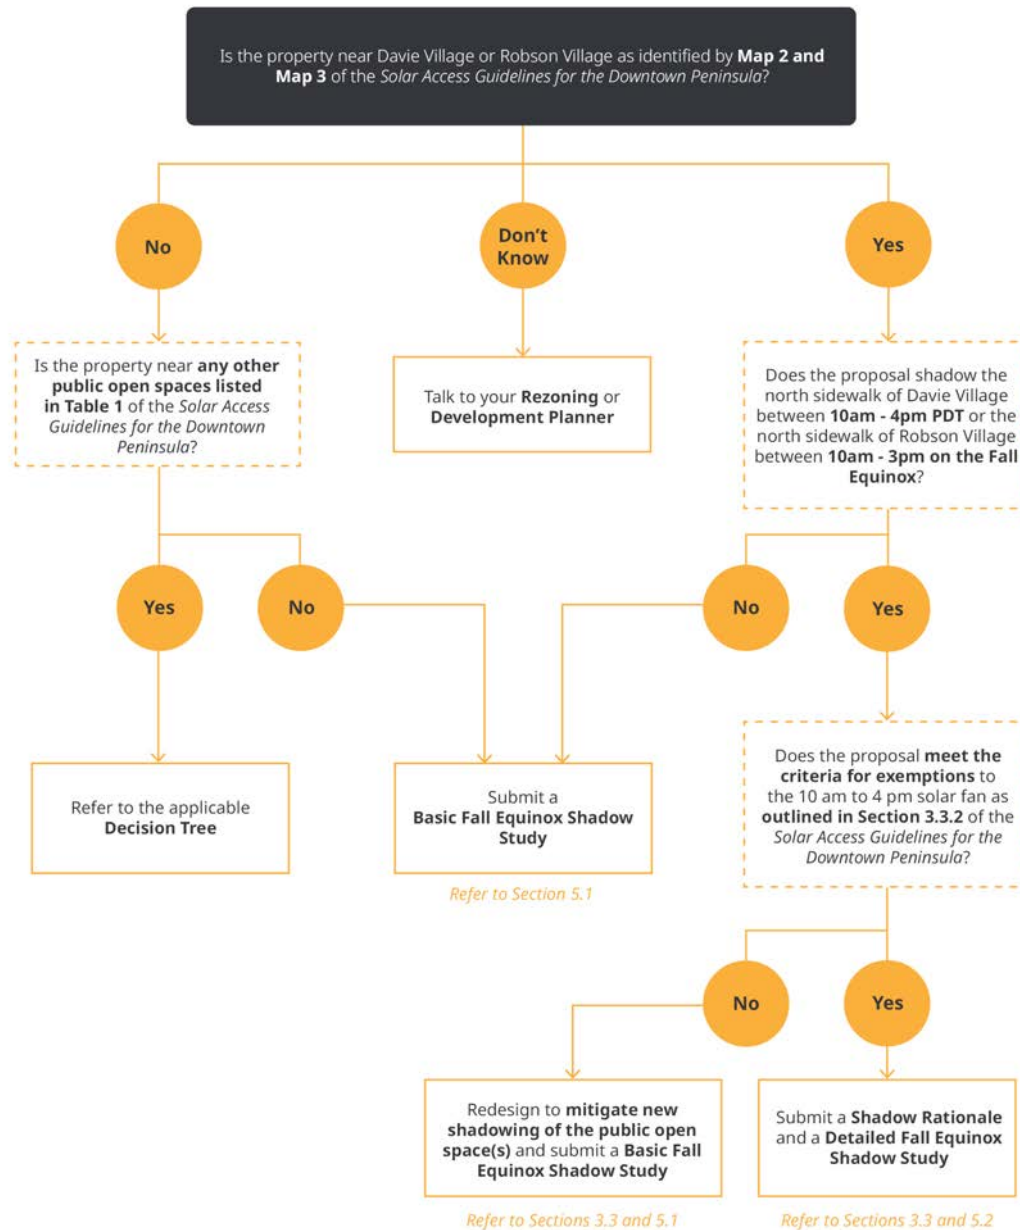 Is the property near Davie Village or Robson Village as identified by Map 2 and
Map 3 of the Solar Access Guidelines for the Downtown Peninsula?
No
Don't
Know
Yes
Is the property near any other
public open spaces listed
in Table 1 of the Solar Access
Guidelines for the Downtown
Peninsula?
Talk to your Rezoning or
Development Planner
Does the proposal shadow the
north sidewalk of Davie Village
between 10am - 4pm PDT or the
north sidewalk of Robson Village
between 10am - 3pm on the Fall
Equinox?
Yes
No
No
Yes
Refer to the applicable
Decision Tree
Submit a
Basic Fall Equinox Shadow
Study
Refer to Section 5.1
Does the proposal meet the
criteria for exemptions to
the 10 am to 4 pm solar fan as
outlined in Section 3.3.2 of the
Solar Access Guidelines for the
Downtown Peninsula?
No
Yes
Redesign to mitigate new
shadowing of the public open
space(s) and submit a Basic Fall
Equinox Shadow Study
Refer to Sections 3.3 and 5.1
Submit a Shadow Rationale
and a Detailed Fall Equinox
Shadow Study
Refer to Sections 3.3 and 5.2